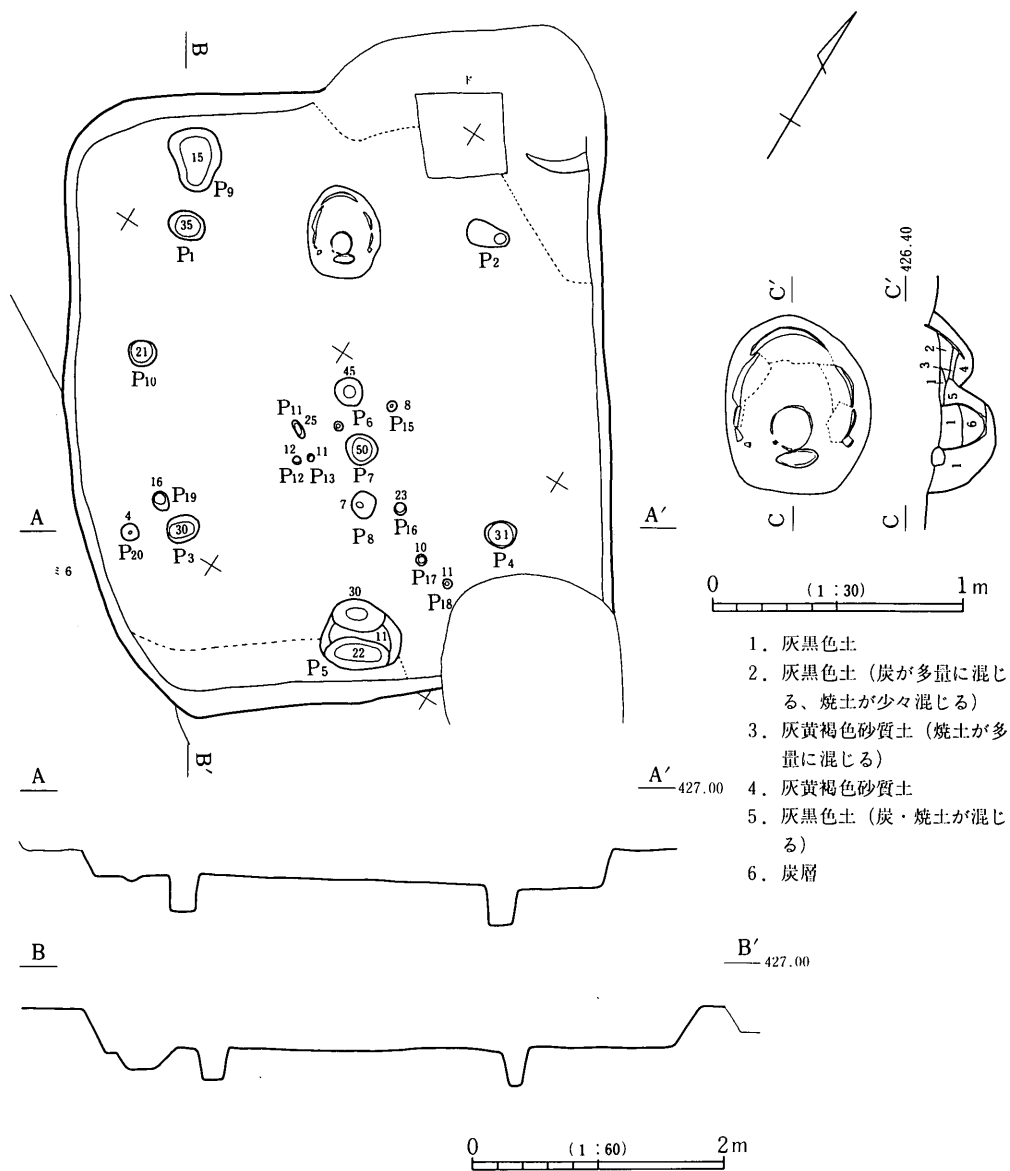 B
F
15
P9
35
P1
P2
21
P10
45
P6
8
P15
P11
25
12
11
P12
P13
50
P7
16
P19
7
P8
23
P16
4
P20
30
P3
31
P4
10
P17
11
P18
A
A′
ミ6
30
11
22
P5
B′
C′
C
C′
426.40
C
2
3
1
4
5
1
6
1
0
(1:30)
1m
1. 灰黒色土
2. 灰黒色土（炭が多量に混じ
る、焼土が少々混じる）
3. 灰黄褐色砂質土（焼土が多
量に混じる）
4. 灰黄褐色砂質土
5. 灰黒色土（炭・焼土が混じ
る）
6. 炭層
A
A′ 427.00
B
B′ 427.00
0
(1:60)
2m